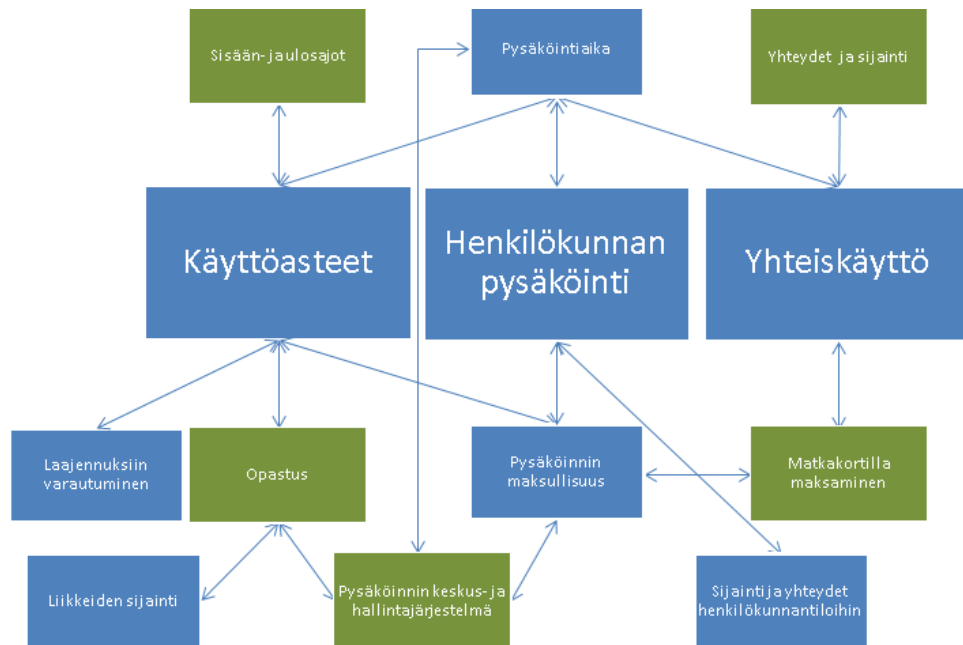 Sisään- ja ulosajot
Pysäköintiaika
Yhteydet ja sijainti
Käyttöasteet
Henkilökunnan
pysäköinti
Yhteiskäyttö
Laajennuksiin
varautuminen
Opastus
Pysäköinnin
maksullisuus
Matkakortilla
maksaminen
Liikkeiden sijainti
Pysäköinnin keskus- ja
hallintajärjestelmä
Sijainti ja yhteydet
henkilökunnantiloihin